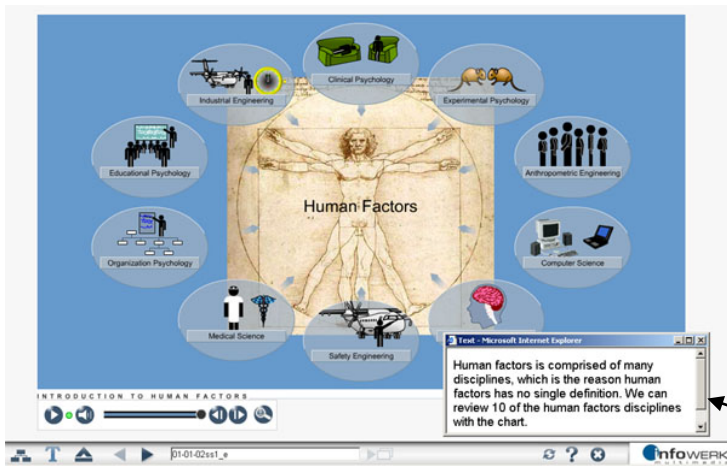 Clinical Psychology
Industrial Engineering
Experimental Psychology
Educational Psychology
Anthropometric Engineering
Human Factors
Organization Psychology
Computer Science
Medical Science
Safety Engineering
Text - Microsoft Internet Explorer
Human factors is comprised of many
disciplines, which is the reason human
factors has no single definition. We can
review 10 of the human factors disciplines
with the chart.
INTRODUCTION TO HUMAN FACTORS
T
01-01-02ss1_e
?
infowerk
multimedia